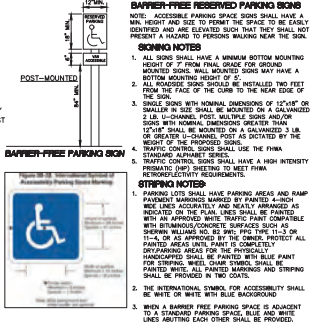 12"MIN.
RESERVED
PARKING
18" MIN.
VAN
ACCESSIBLE
6"
POST-MOUNTED
84" MIN.
BARRIER-FREE PARKING SIGN
BARRIER-FREE RESERVED PARKING SIGNS
NOTE: ACCESSIBLE PARKING SPACE SIGNS SHALL HAVE A
MIN. HEIGHT AND SIZE TO PERMIT THE SPACE TO BE EASILY
IDENTIFIED AND ARE ELEVATED SUCH THAT THEY SHALL NOT
PRESENT A HAZARD TO PERSONS WALKING NEAR THE SIGN.
SIGNING NOTES
1. ALL SIGNS SHALL HAVE A MINIMUM BOTTOM MOUNTING
HEIGHT OF 7' FROM FINAL GRADE FOR GROUND
MOUNTED SIGNS. WALL MOUNTED SIGNS MAY HAVE A
BOTTOM MOUNTING HEIGHT OF 5'.
2. ALL ROADSIDE SIGNS SHOULD BE INSTALLED TWO FEET
FROM THE FACE OF THE CURB TO THE NEAR EDGE OF
THE SIGN.
3. SINGLE SIGNS WITH NOMINAL DIMENSIONS OF 12"x18" OR
SMALLER IN SIZE SHALL BE MOUNTED ON A GALVANIZED
2 LB. U-CHANNEL POST. MULTIPLE SIGNS AND/OR
SIGNS WITH NOMINAL DIMENSIONS GREATER THAN
12"x18" SHALL BE MOUNTED ON A GALVANIZED 3 LB.
OR GREATER U-CHANNEL POST AS DICTATED BY THE
WEIGHT OF THE PROPOSED SIGNS.
4. TRAFFIC CONTROL SIGNS SHALL USE THE FHWA
STANDARD ALPHABET SERIES.
5. TRAFFIC CONTROL SIGNS SHALL HAVE A HIGH INTENSITY
PRISMATIC (HIP) SHEETING TO MEET FHWA
RETROREFLECTIVITY REQUIREMENTS.
STRIPING NOTES
1. PARKING LOTS SHALL HAVE PARKING AREAS AND RAMP
PAVEMENT MARKINGS MARKED BY PAINTED 4-INCH
WIDE LINES ACCURATELY AND NEATLY ARRANGED AS
INDICATED ON THE PLAN. LINES SHALL BE PAINTED
WITH AN APPROVED WHITE TRAFFIC PAINT COMPATIBLE
WITH BITUMINOUS/CONCRETE SURFACES SUCH AS
SHERWIN WILLIAMS NO. B2 9W1; PPG TYPE 11-3 OR
11-4, OR AS APPROVED BY THE OWNER. PROTECT ALL
PAINTED AREAS UNTIL PAINT IS COMPLETELY
DRY.PARKING AREAS FOR THE PHYSICALLY
HANDICAPPED SHALL BE PAINTED WITH BLUE PAINT
FOR STRIPING. WHEEL CHAIR SYMBOL SHALL BE
PAINTED WHITE. ALL PAINTED MARKINGS AND STRIPING
SHALL BE PROVIDED IN TWO COATS.
2. THE INTERNATIONAL SYMBOL FOR ACCESSIBILITY SHALL
BE WHITE OR WHITE WITH BLUE BACKGROUND
3. WHEN A BARRIER FREE PARKING SPACE IS ADJACENT
TO A STANDARD PARKING SPACE, BLUE AND WHITE
LINES ABUTTING EACH OTHER SHALL BE PROVIDED.